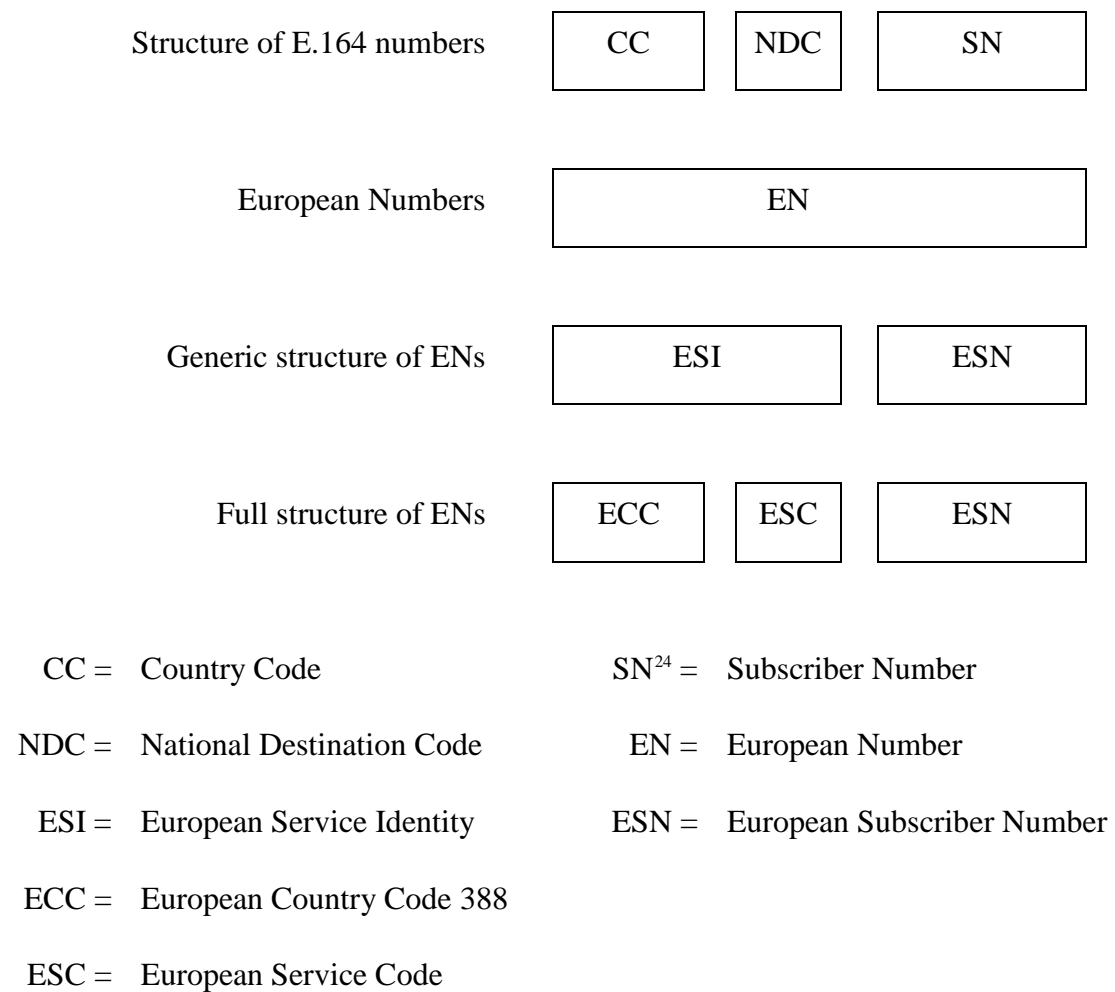 Structure of E.164 numbers CC NDC SN
European Numbers EN
Generic structure of ENs ESI ESN
Full structure of ENs ECC ESC ESN
CC = Country Code SN24 = Subscriber Number
NDC = National Destination Code EN = European Number
ESI = European Service Identity ESN = European Subscriber Number
ECC = European Country Code 388
ESC = European Service Code